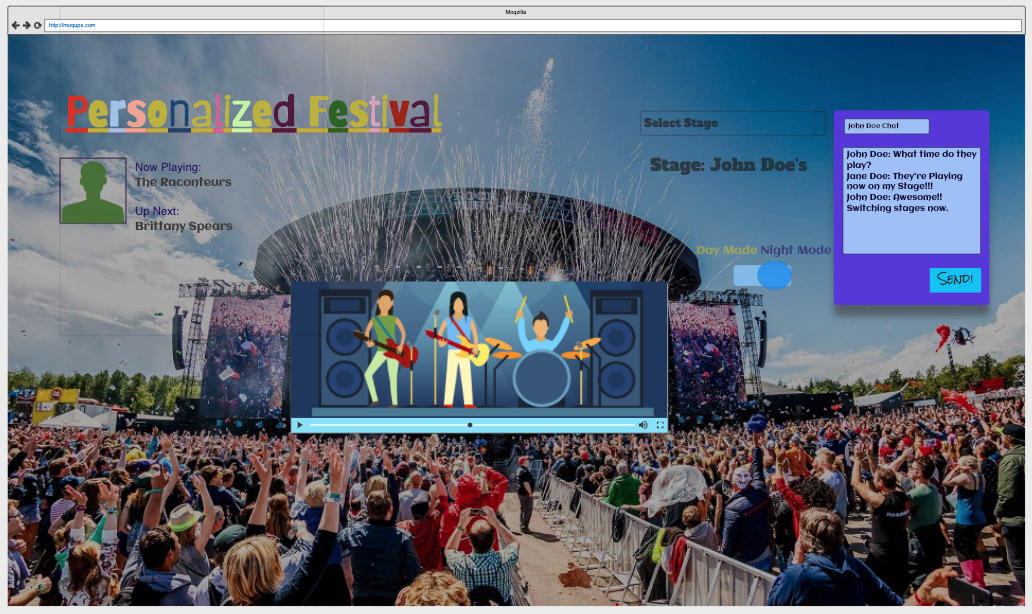 Moqzilla
http://moqups.com
Personalized Festival
Select Stage
John Doe Chat
Now Playing:
The Raconteurs
Up Next:
Brittany Spears
Stage: John Doe's
John Doe: What time do they
play?
Jane Doe: They're Playing
now on my Stage!!!
John Doe: Awesome!!
Switching stages now.
Day Mode Night Mode
SEND!